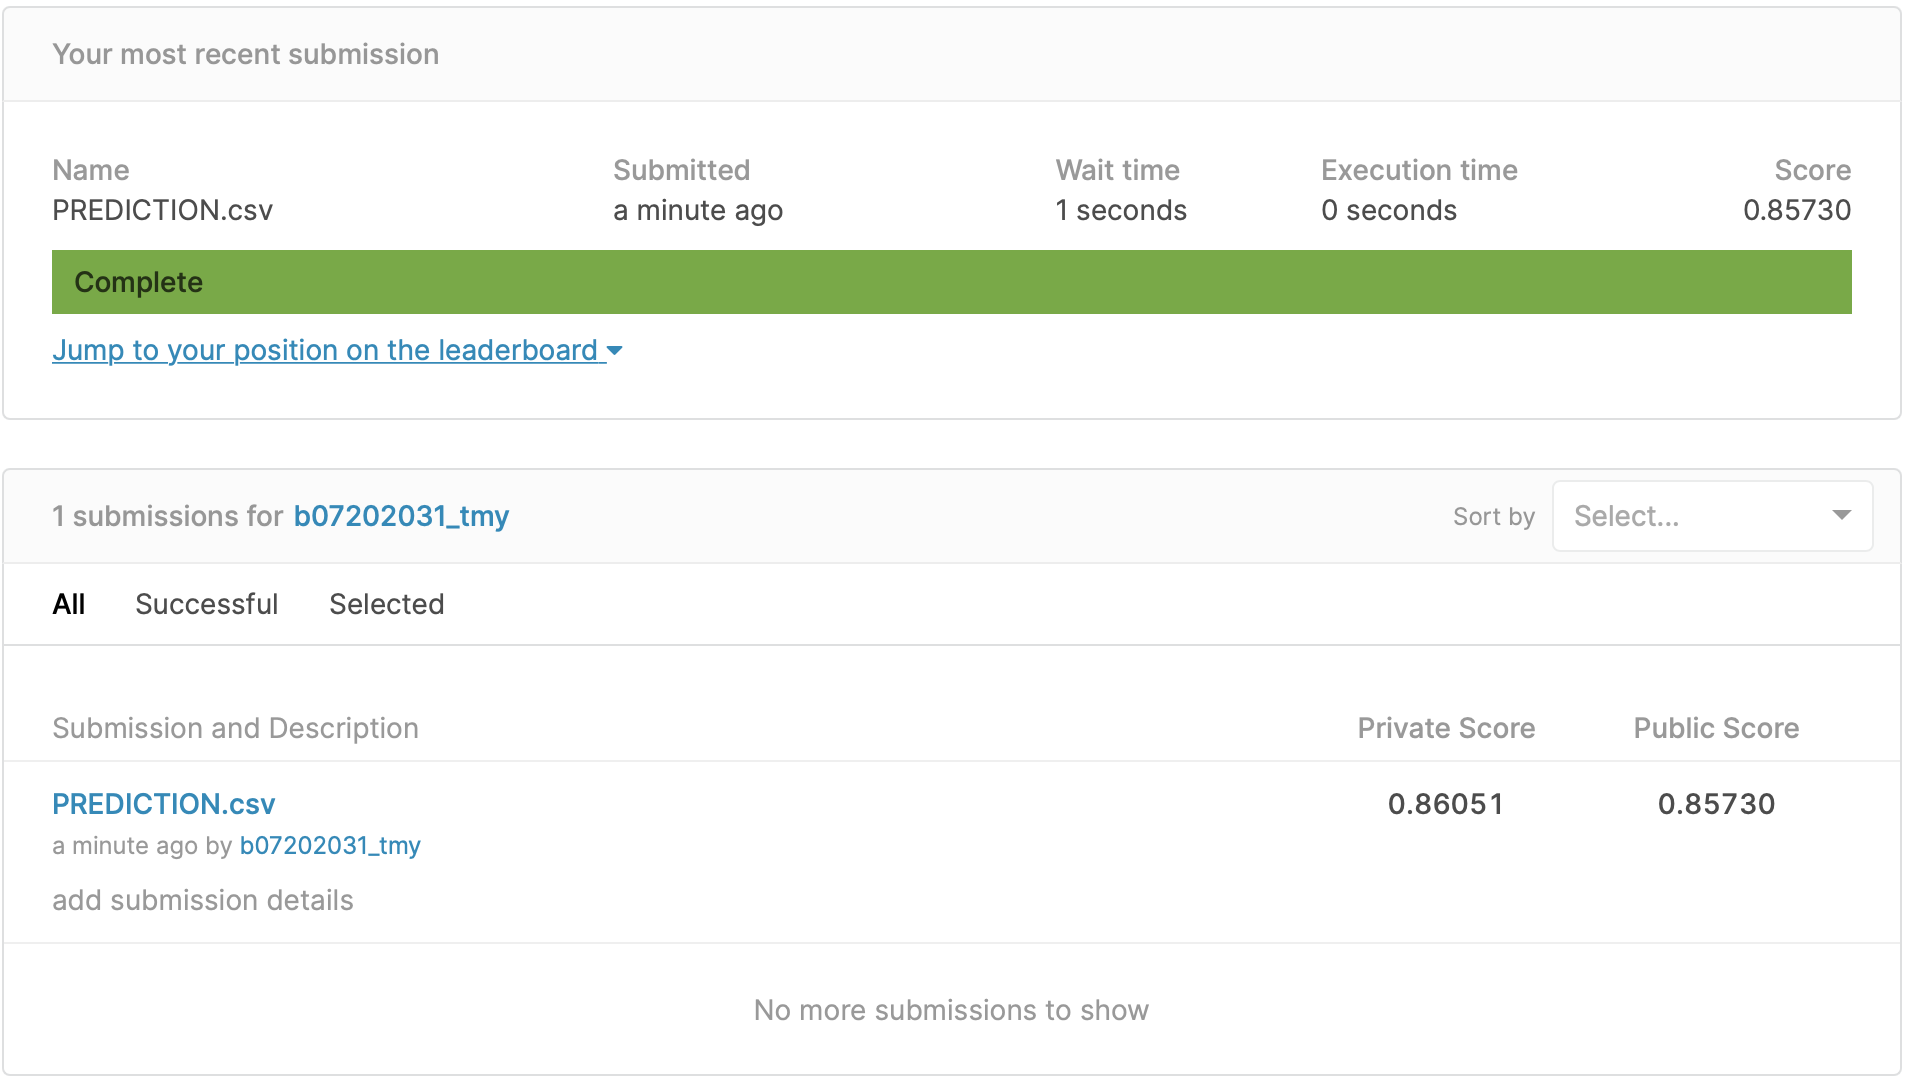 Your most recent submission
Name Submitted Wait time Execution time Score
PREDICTION.csv a minute ago 1 seconds 0 seconds 0.85730
Complete
Jump to your position on the leaderboard
1 submissions for b07202031_tmy Sort by Select...
All Successful Selected
Submission and Description Private Score Public Score
PREDICTION.csv 0.86051 0.85730
a minute ago by b07202031_tmy
add submission details
No more submissions to show